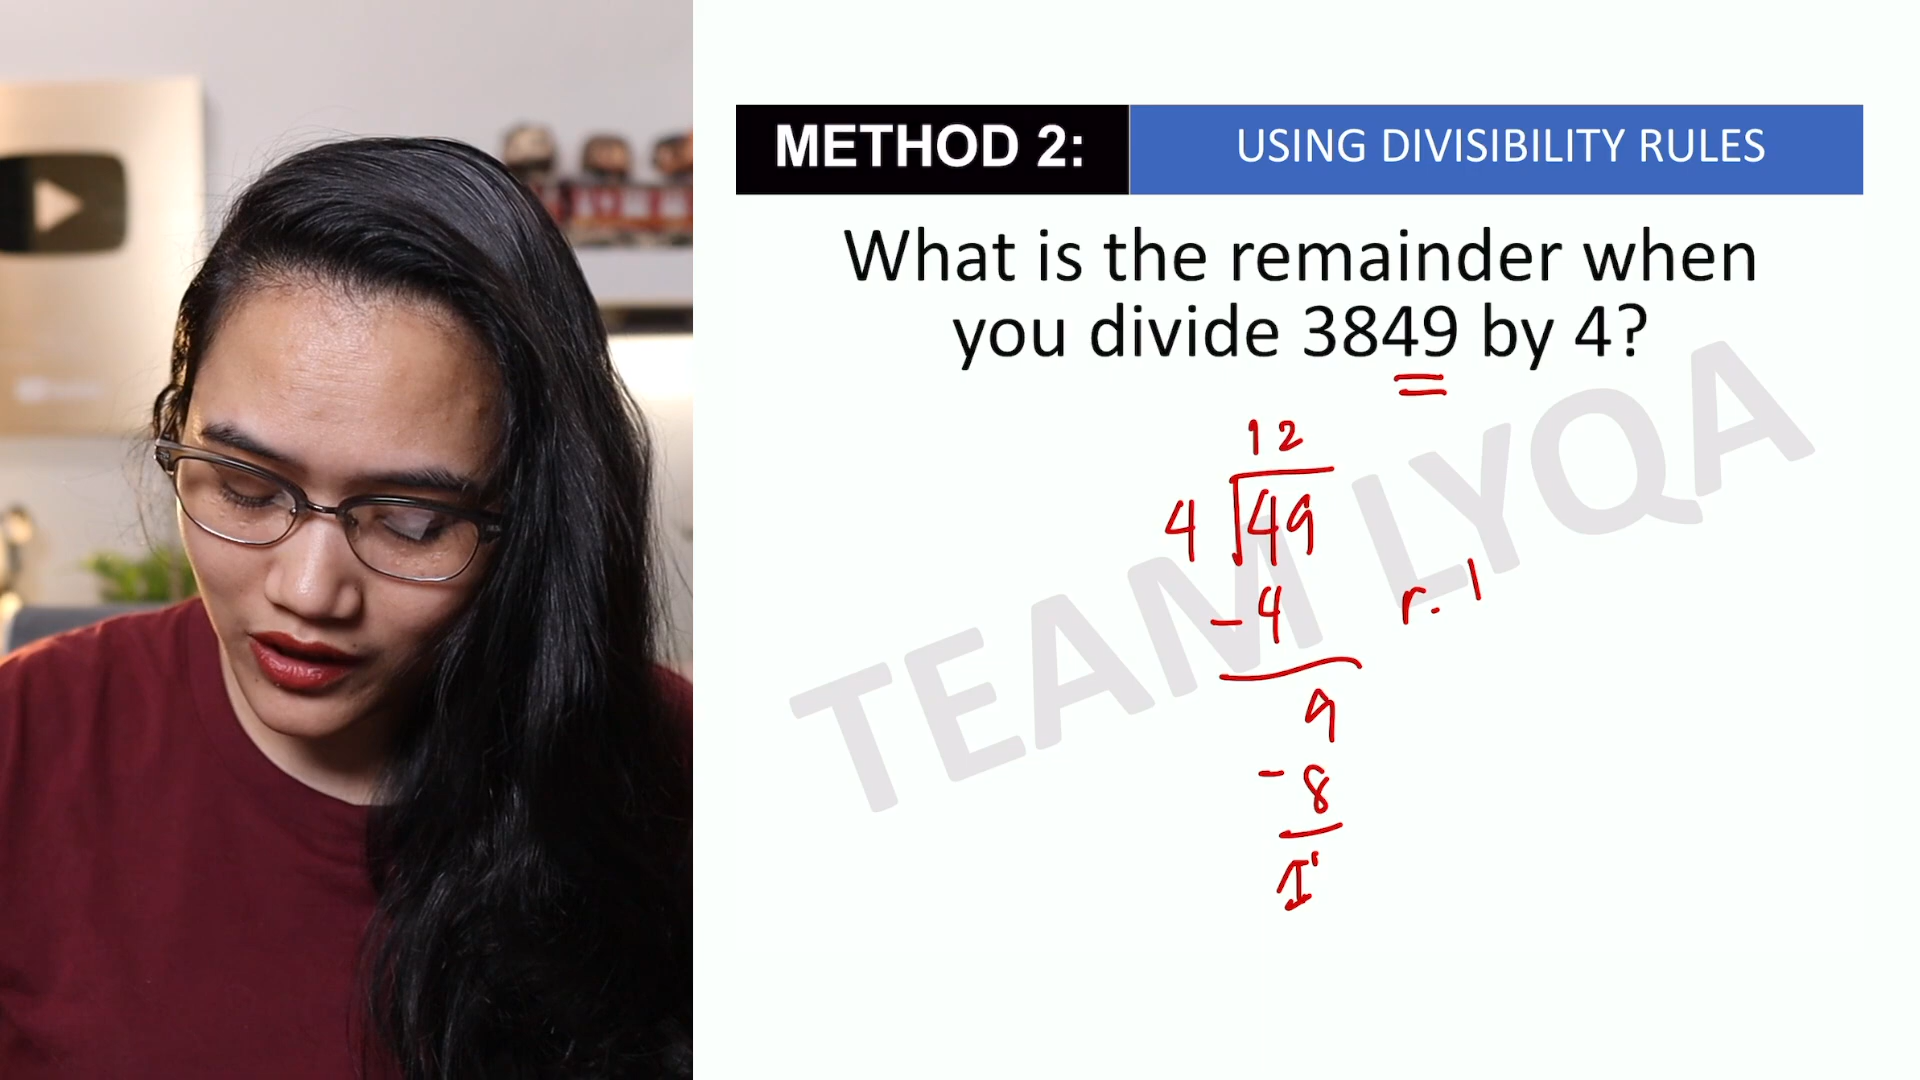 METHOD 2:
USING DIVISIBILITY RULES
What is the remainder when
you divide 3849 by 4?
12
4 49
-4
r. 1
9
-8
1
TEAM LYQA